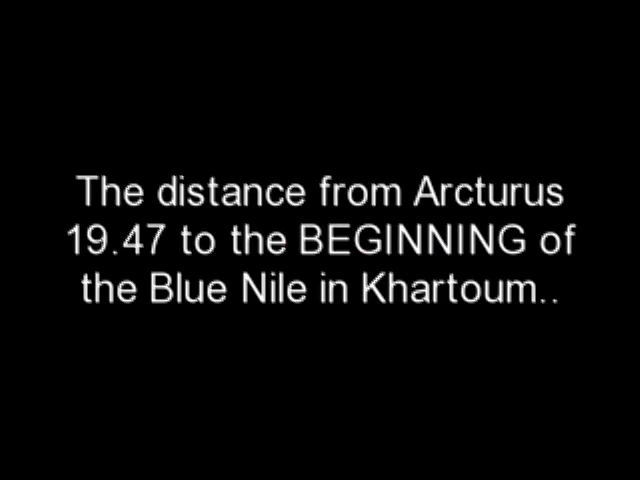 The distance from Arcturus
19.47 to the BEGINNING of
the Blue Nile in Khartoum..